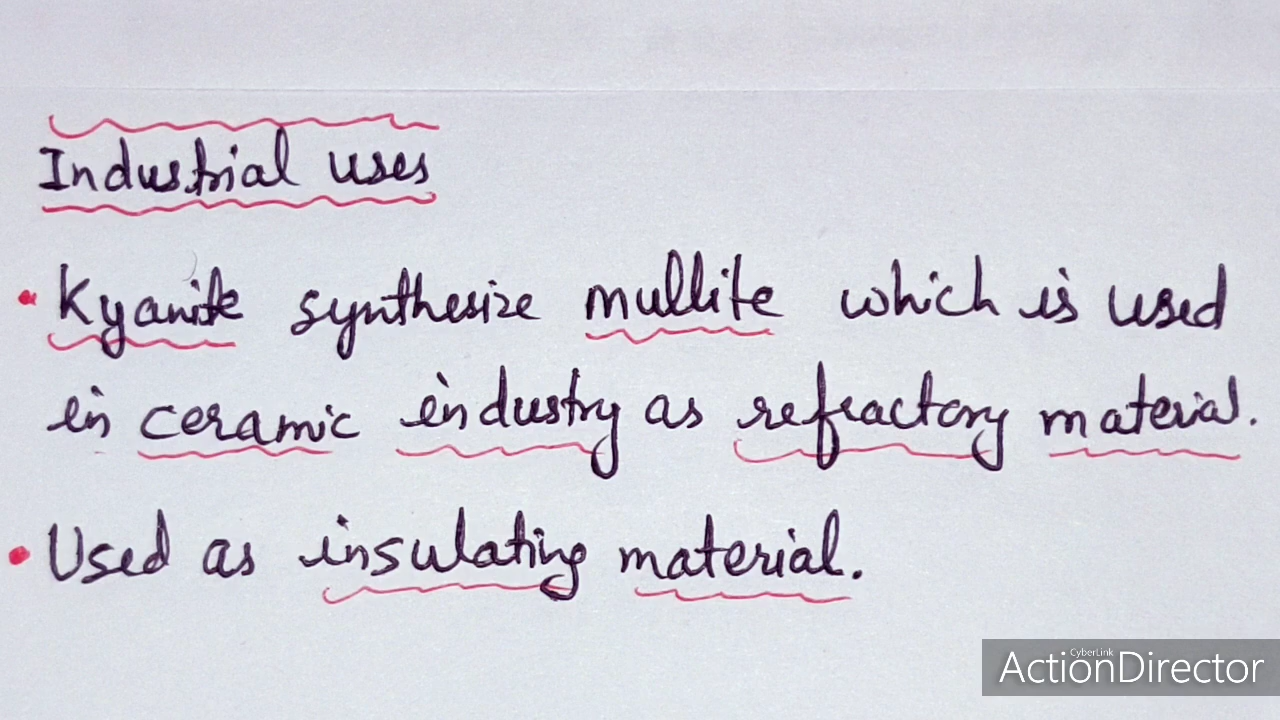 Industrial uses
• Kyanite synthesize mullite which is used
in ceramic industry as refractory material.
• Used as insulating material.
CyberLink
ActionDirector